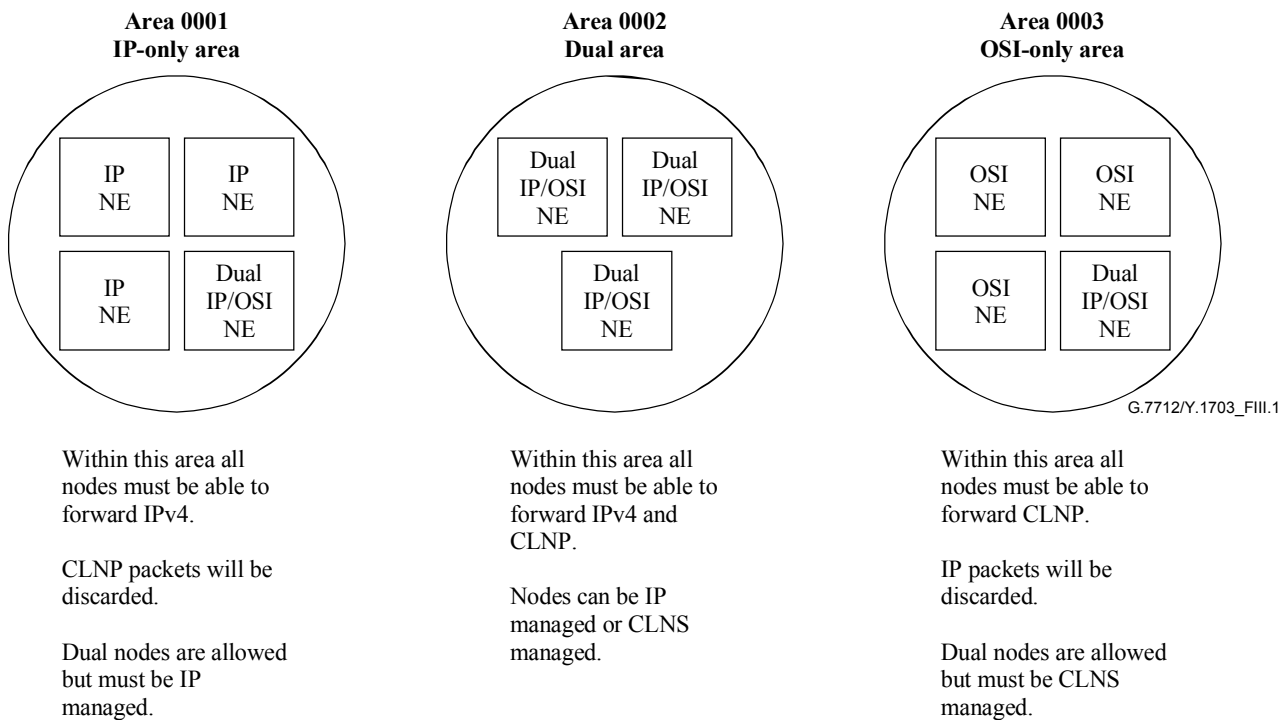 Area 0001
IP-only area
IP
NE
IP
NE
IP
NE
Dual
IP/OSI
NE
Within this area all
nodes must be able to
forward IPv4.
CLNP packets will be
discarded.
Dual nodes are allowed
but must be IP
managed.
Area 0002
Dual area
Dual
IP/OSI
NE
Dual
IP/OSI
NE
Dual
IP/OSI
NE
Within this area all
nodes must be able to
forward IPv4 and
CLNP.
Nodes can be IP
managed or CLNS
managed.
Area 0003
OSI-only area
OSI
NE
OSI
NE
OSI
NE
Dual
IP/OSI
NE
G.7712/Y.1703_FIII.1
Within this area all
nodes must be able to
forward CLNP.
IP packets will be
discarded.
Dual nodes are allowed
but must be CLNS
managed.